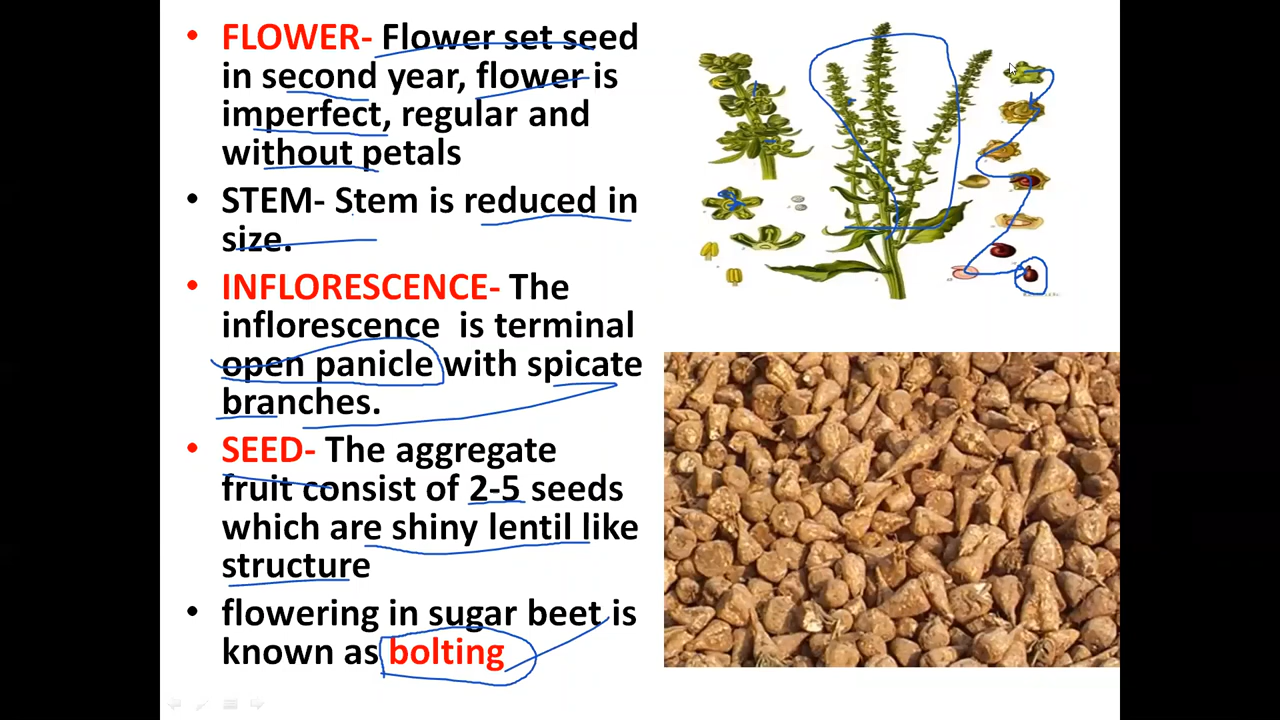 • FLOWER- Flower set seed
in second year, flower is
imperfect, regular and
without petals
• STEM- Stem is reduced in
size.
• INFLORESCENCE- The
inflorescence is terminal
open panicle with spicate
branches.
• SEED- The aggregate
fruit consist of 2-5 seeds
which are shiny lentil like
structure
• flowering in sugar beet is
known as bolting